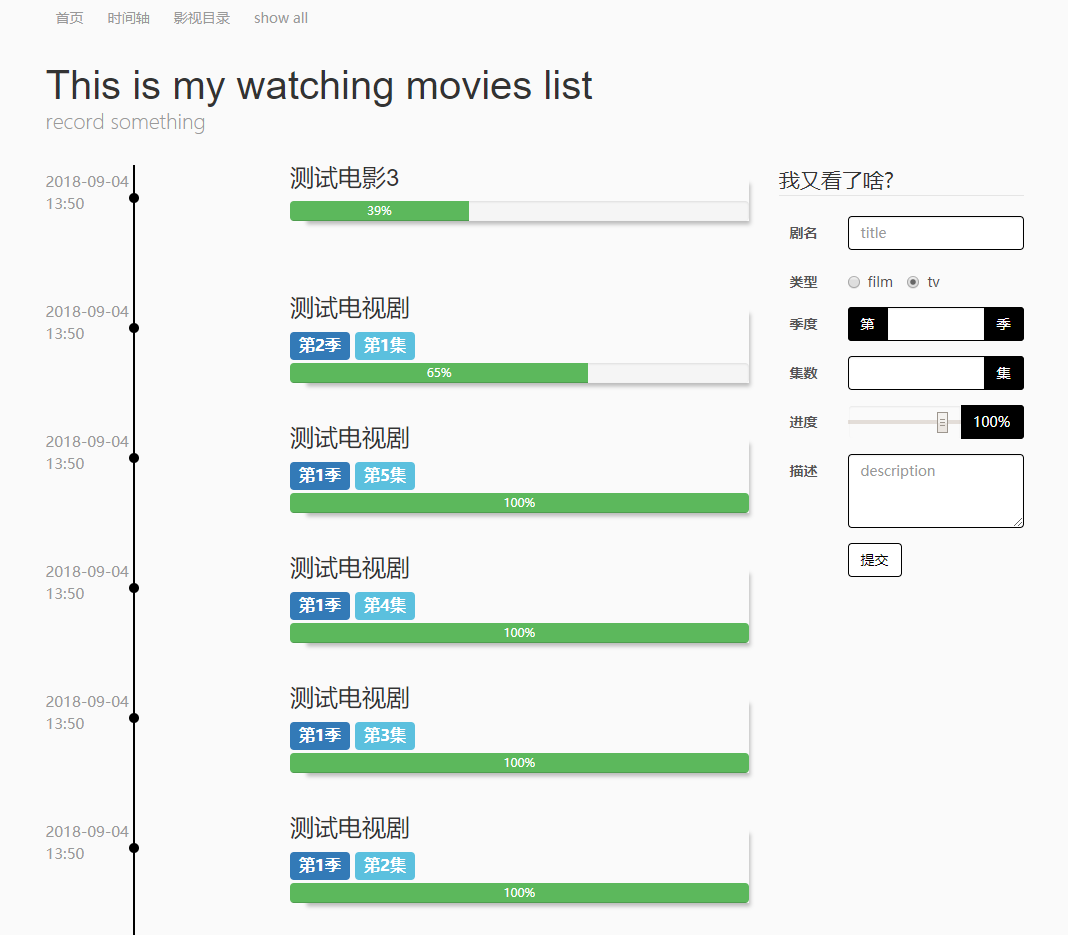 首页 时间轴 影视目录 show all
This is my watching movies list
record something
2018-09-04
13:50
测试电影3
39%
2018-09-04
13:50
测试电视剧
第2季 第1集
65%
2018-09-04
13:50
测试电视剧
第1季 第5集
100%
2018-09-04
13:50
测试电视剧
第1季 第4集
100%
2018-09-04
13:50
测试电视剧
第1季 第3集
100%
2018-09-04
13:50
测试电视剧
第1季 第2集
100%
我又看了啥?
剧名 title
类型 film tv
季度 第 季
集数 集
进度 100%
描述 description
提交